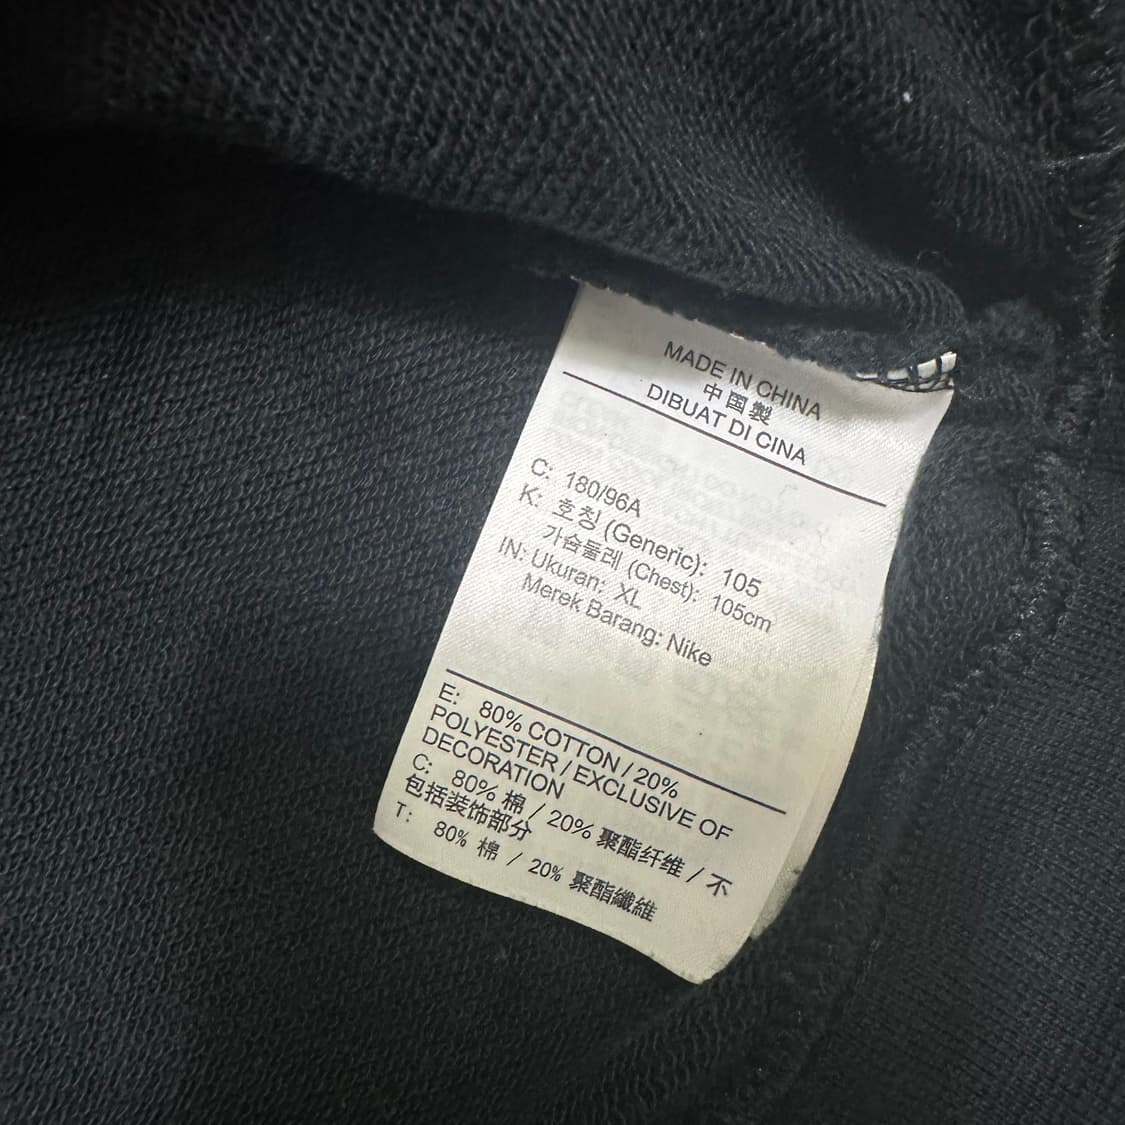 MADE IN CHINA
中国製
DIBUAT DI CINA
C: 180/96A
K: 호칭 (Generic): 105
가슴둘레 (Chest): 105cm
IN: Ukuran: XL
Merek Barang: Nike
E: 80% COTTON / 20%
POLYESTER / EXCLUSIVE OF
DECORATION
C: 80% 棉 / 20% 聚酯纤维 / 不
包括装饰部分
T: 80% 棉 / 20% 聚酯纖維